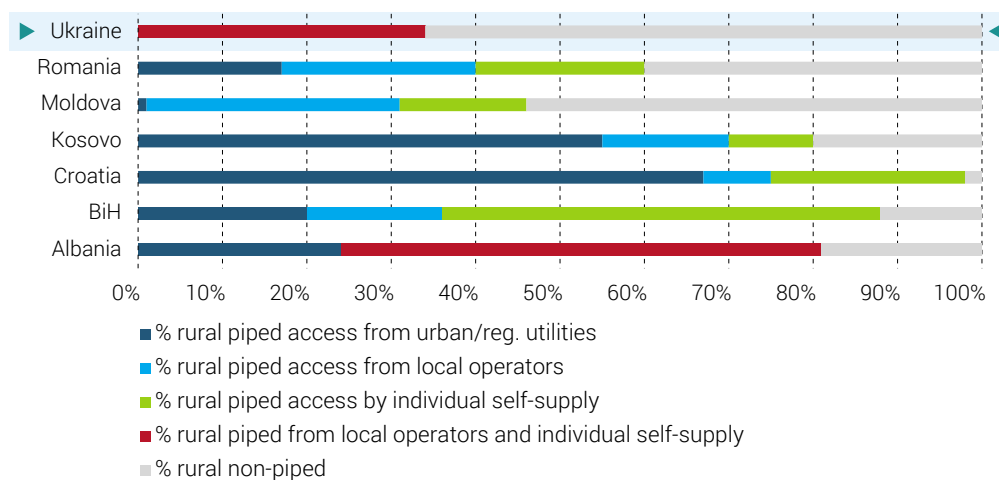 Ukraine
Romania
Moldova
Kosovo
Croatia
BiH
Albania
0% 10% 20% 30% 40% 50% 60% 70% 80% 90% 100%
% rural piped access from urban/reg. utilities
% rural piped access from local operators
% rural piped access by individual self-supply
% rural piped from local operators and individual self-supply
% rural non-piped